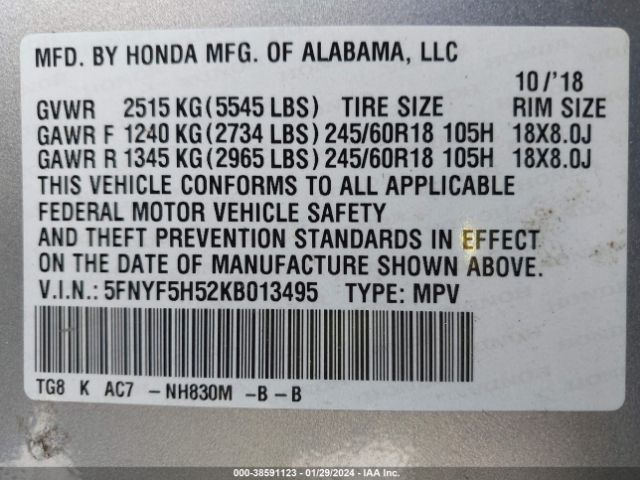 MFD. BY HONDA MFG. OF ALABAMA, LLC
10/'18
GVWR 2515 KG (5545 LBS) TIRE SIZE RIM SIZE
GAWR F 1240 KG (2734 LBS) 245/60R18 105H 18X8.0J
GAWR R 1345 KG (2965 LBS) 245/60R18 105H 18X8.0J
THIS VEHICLE CONFORMS TO ALL APPLICABLE
FEDERAL MOTOR VEHICLE SAFETY
AND THEFT PREVENTION STANDARDS IN EFFECT
ON THE DATE OF MANUFACTURE SHOWN ABOVE.
V.I.N.: 5FNYF5H52KB013495 TYPE: MPV
TG8 K AC7 -NH830M -B-B
000-38591123 - 01/29/2024 - IAA Inc.